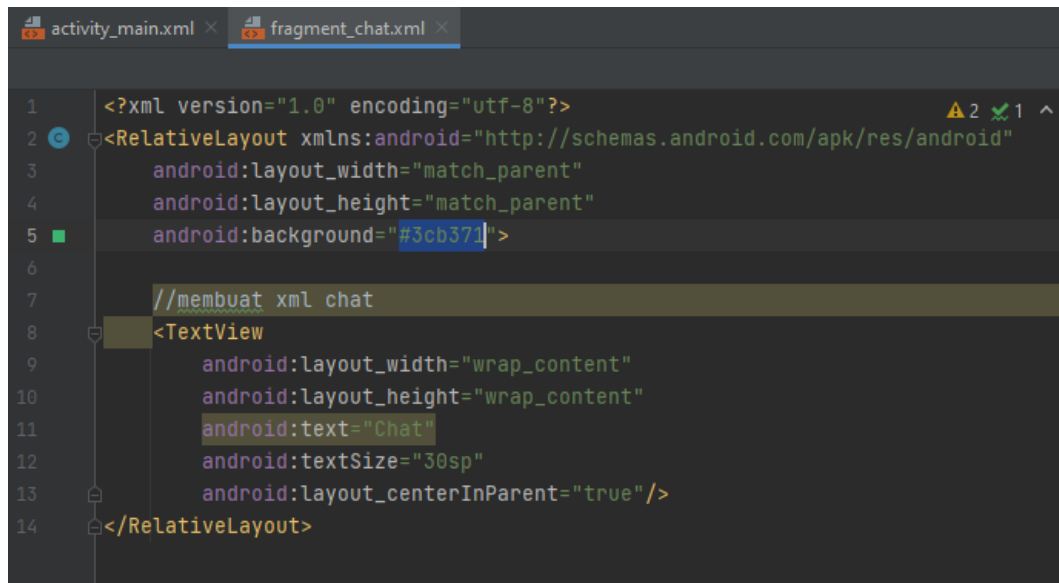 activity_main.xml × fragment_chat.xml ×
1 <?xml version="1.0" encoding="utf-8"?> 2 1
2 C <RelativeLayout xmlns:android="http://schemas.android.com/apk/res/android"
3 android:layout_width="match_parent"
4 android:layout_height="match_parent"
5 android:background="#3cb371">
6
7 //membuat xml chat
8 <TextView
9 android:layout_width="wrap_content"
10 android:layout_height="wrap_content"
11 android:text="Chat"
12 android:textSize="30sp"
13 android:layout_centerInParent="true"/>
14 </RelativeLayout>